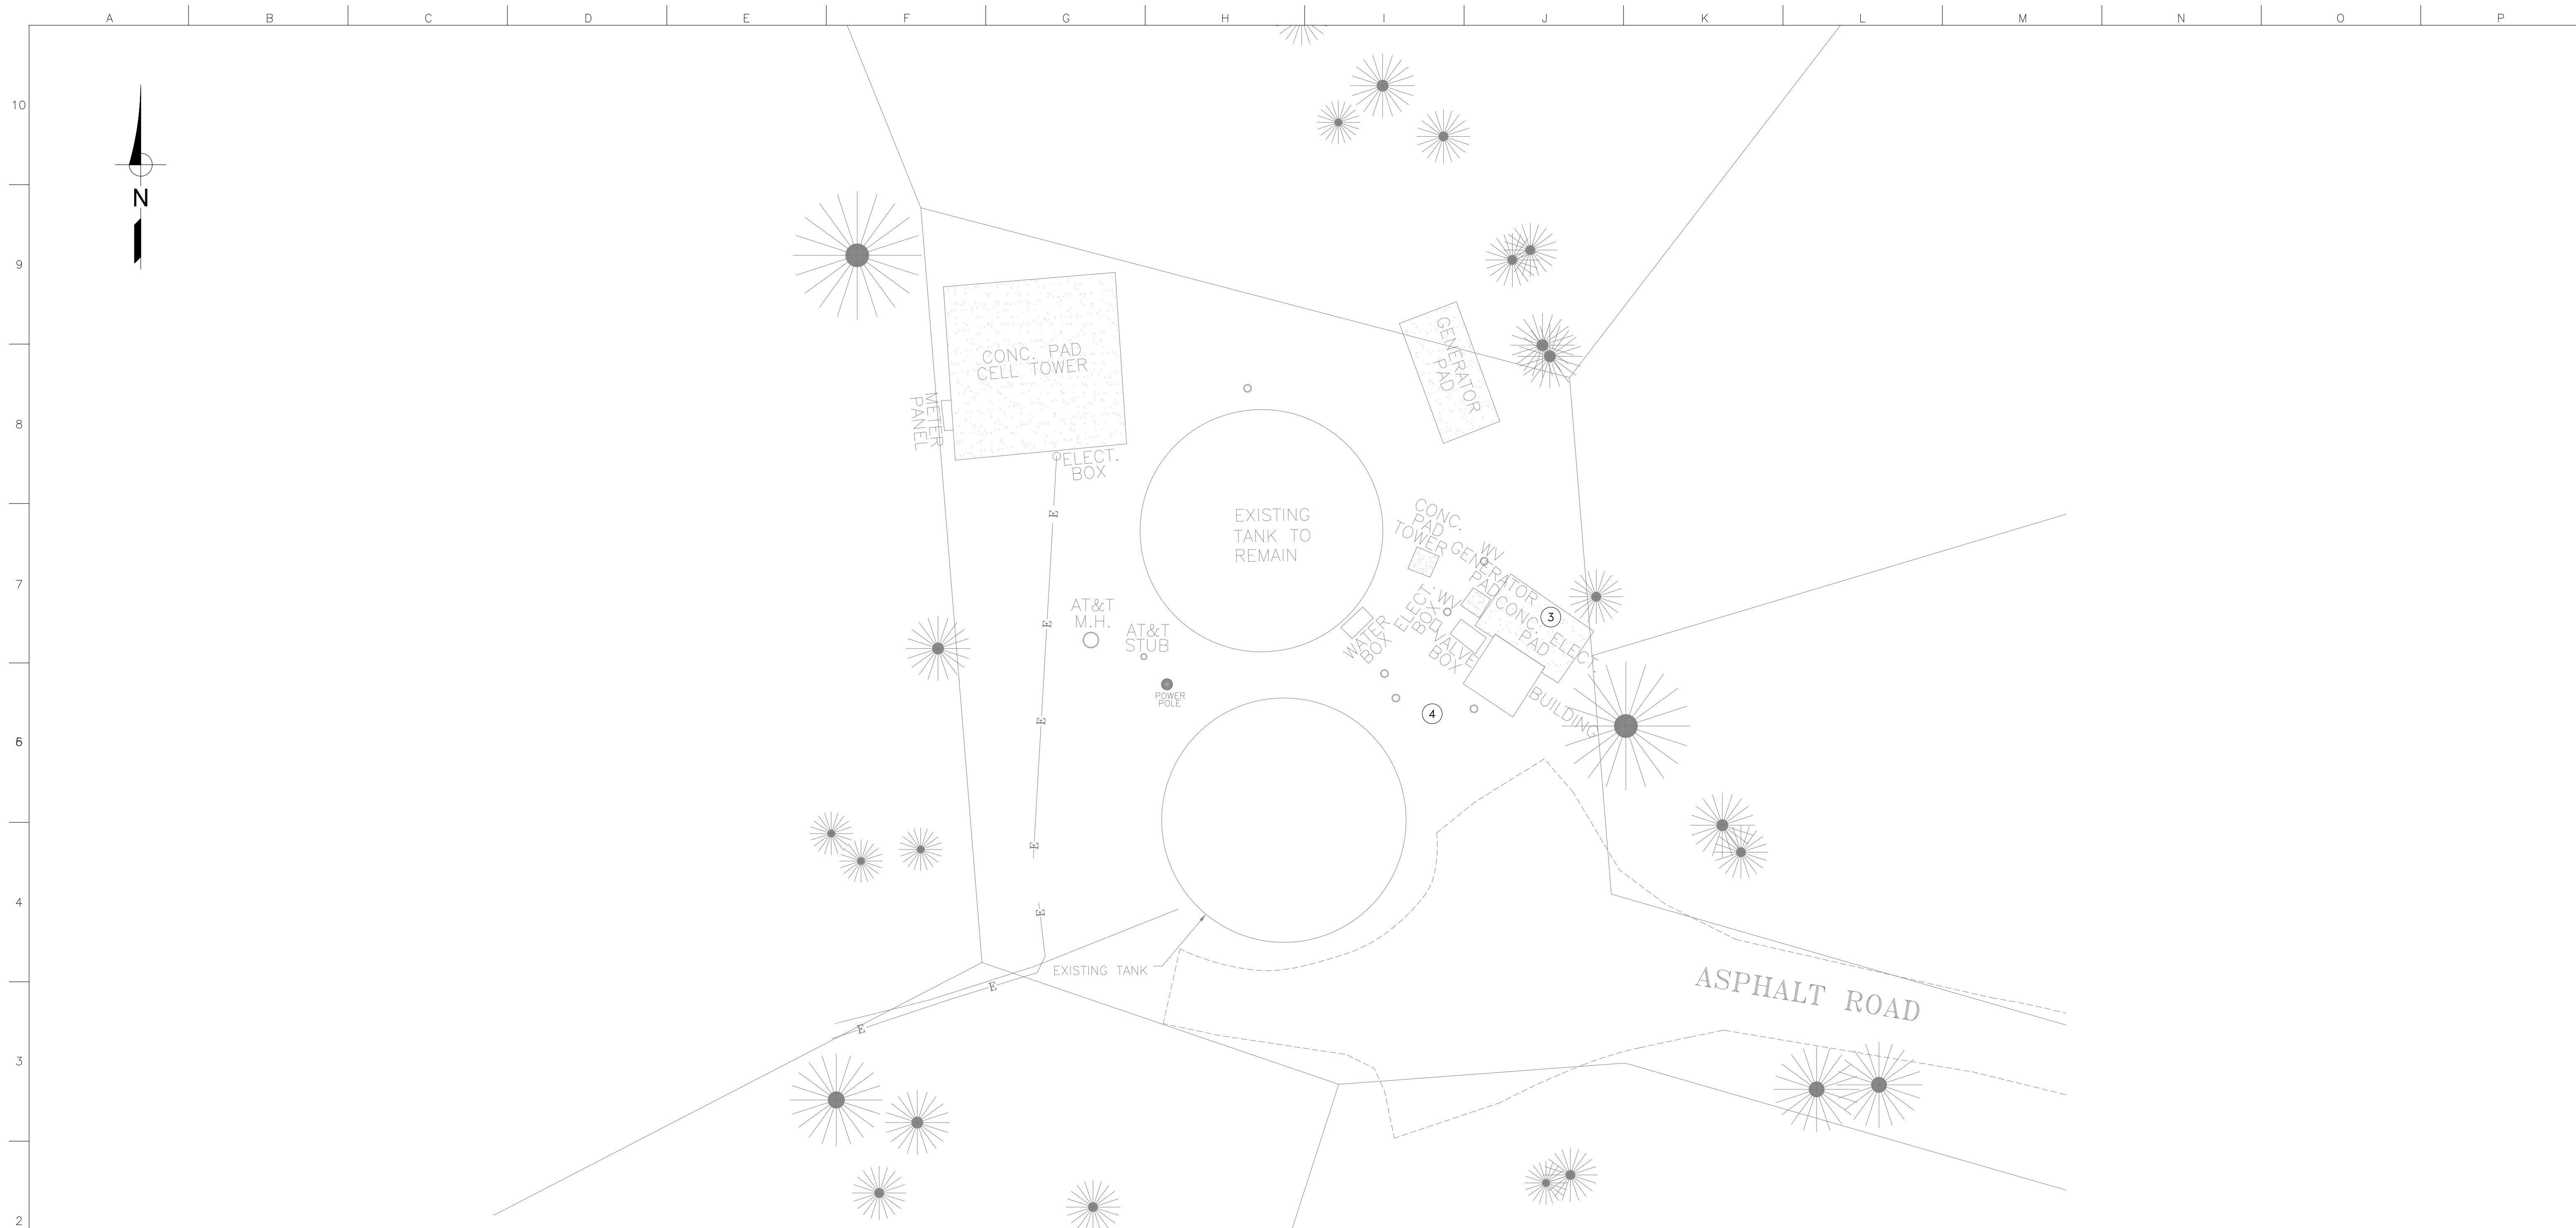 A B C D E F G H I J K L M N O P
10
N
9
GENERATOR
PAD
CONC. PAD
CELL TOWER
METER
PANEL
8
ELECT.
BOX
EXISTING
TANK TO
REMAIN
CONC.
PAD
TOWER
WV
GENERATOR
PAD
7
AT&T
M.H.
AT&T
STUB
WATER
BOX
ELECT.
BOX
WV
VALVE
BOX
CONC. ELECT.
PAD
3
POWER
POLE
BUILDING
4
E
E
E
E
E
E
E
4
EXISTING TANK
ASPHALT ROAD
3
2